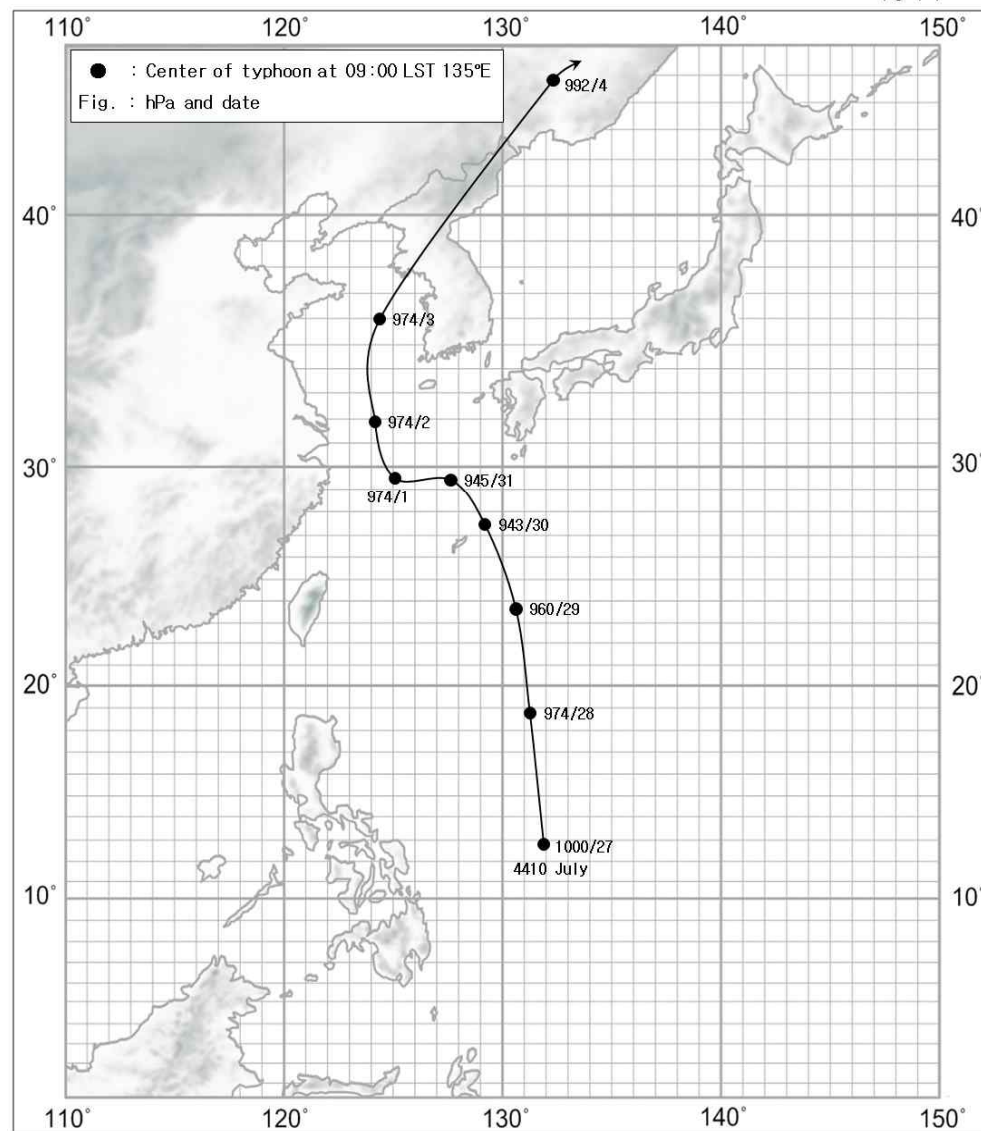 110° 120° 130° 140° 150°
● : Center of typhoon at 09:00 LST 135°E
Fig. : hPa and date
992/4
40° 40°
974/3
974/2
30° 30°
974/1
945/31
943/30
960/29
20° 20°
974/28
1000/27
4410 July
10° 10°
110° 120° 130° 140° 150°